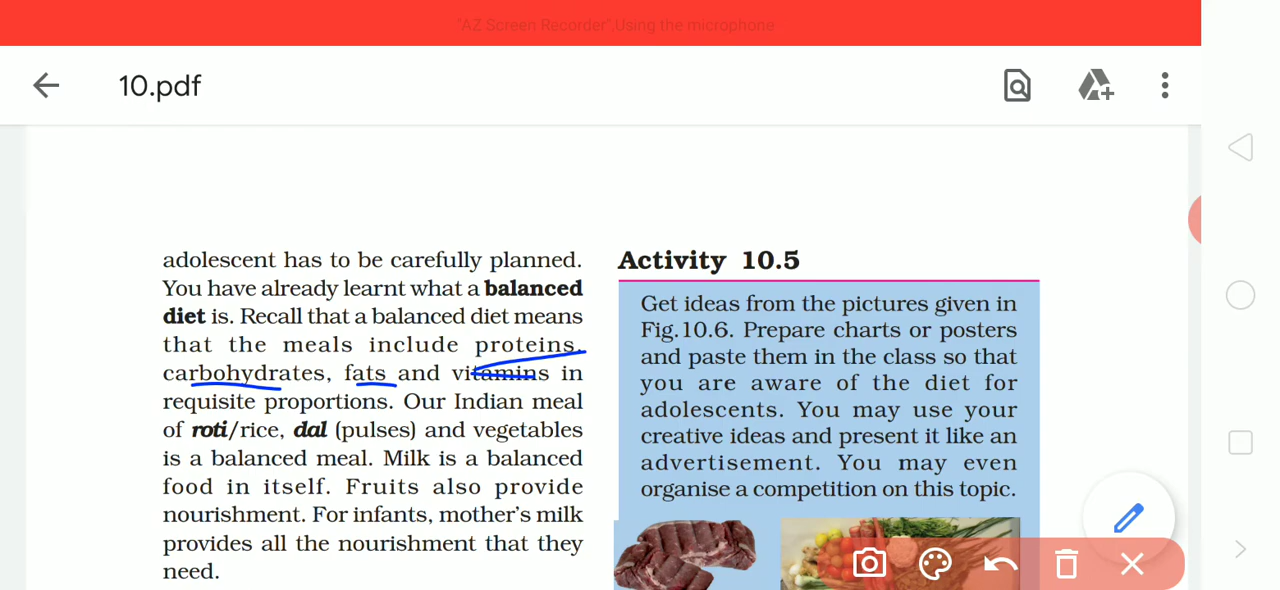 "AZ Screen Recorder",Using the microphone
10.pdf
adolescent has to be carefully planned.
You have already learnt what a balanced
diet is. Recall that a balanced diet means
that the meals include proteins,
carbohydrates, fats and vitamins in
requisite proportions. Our Indian meal
of roti/rice, dal (pulses) and vegetables
is a balanced meal. Milk is a balanced
food in itself. Fruits also provide
nourishment. For infants, mother's milk
provides all the nourishment that they
need.
Activity 10.5
Get ideas from the pictures given in
Fig.10.6. Prepare charts or posters
and paste them in the class so that
you are aware of the diet for
adolescents. You may use your
creative ideas and present it like an
advertisement. You may even
organise a competition on this topic.